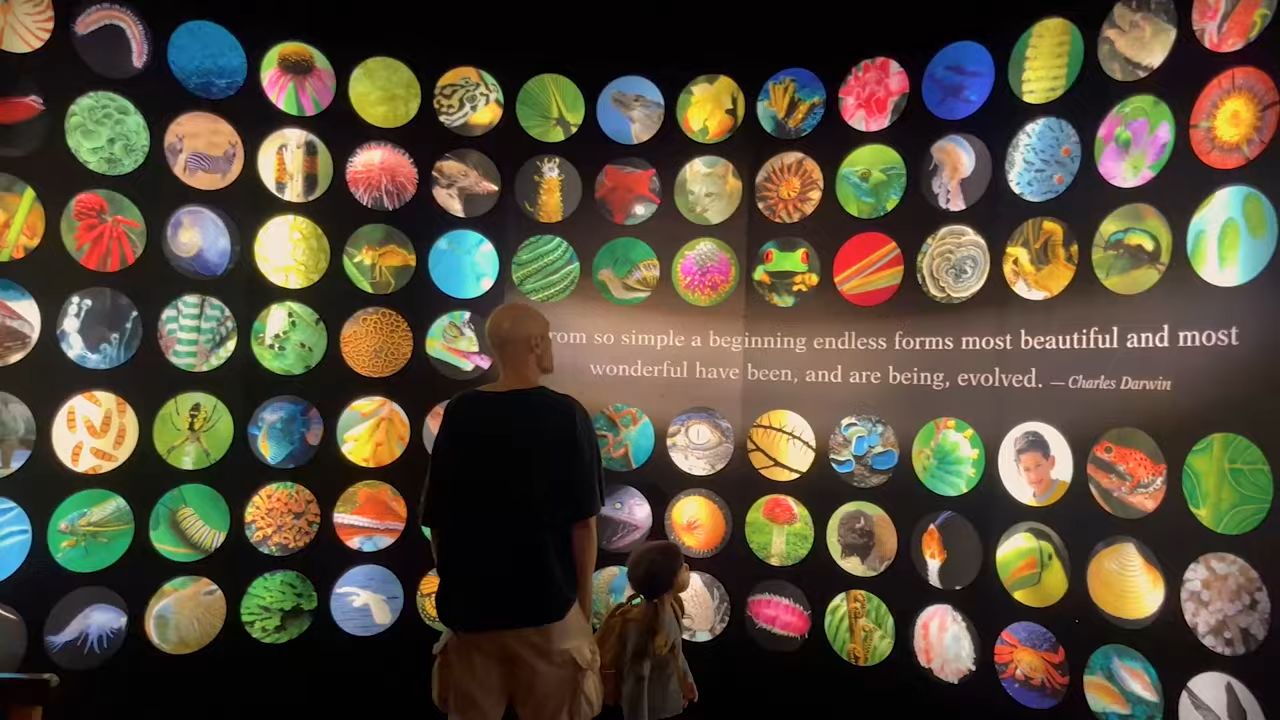 rom so simple a beginning endless forms most beautiful and most
wonderful have been, and are being, evolved. — Charles Darwin